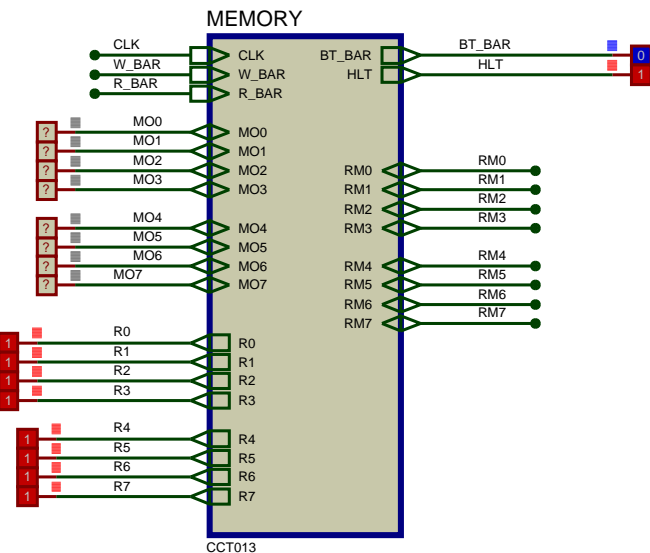 MEMORY
CLK CLK BT_BAR BT_BAR 0
W_BAR W_BAR HLT HLT 1
R_BAR R_BAR
? MO0 MO0
? MO1 MO1
? MO2 MO2 RM0 RM0
? MO3 MO3 RM1 RM1
RM2 RM2
? MO4 MO4 RM3 RM3
? MO5 MO5
? MO6 MO6 RM4 RM4
? MO7 MO7 RM5 RM5
RM6 RM6
RM7 RM7
1 R0 R0
1 R1 R1
1 R2 R2
1 R3 R3
1 R4 R4
1 R5 R5
1 R6 R6
1 R7 R7
CCT013